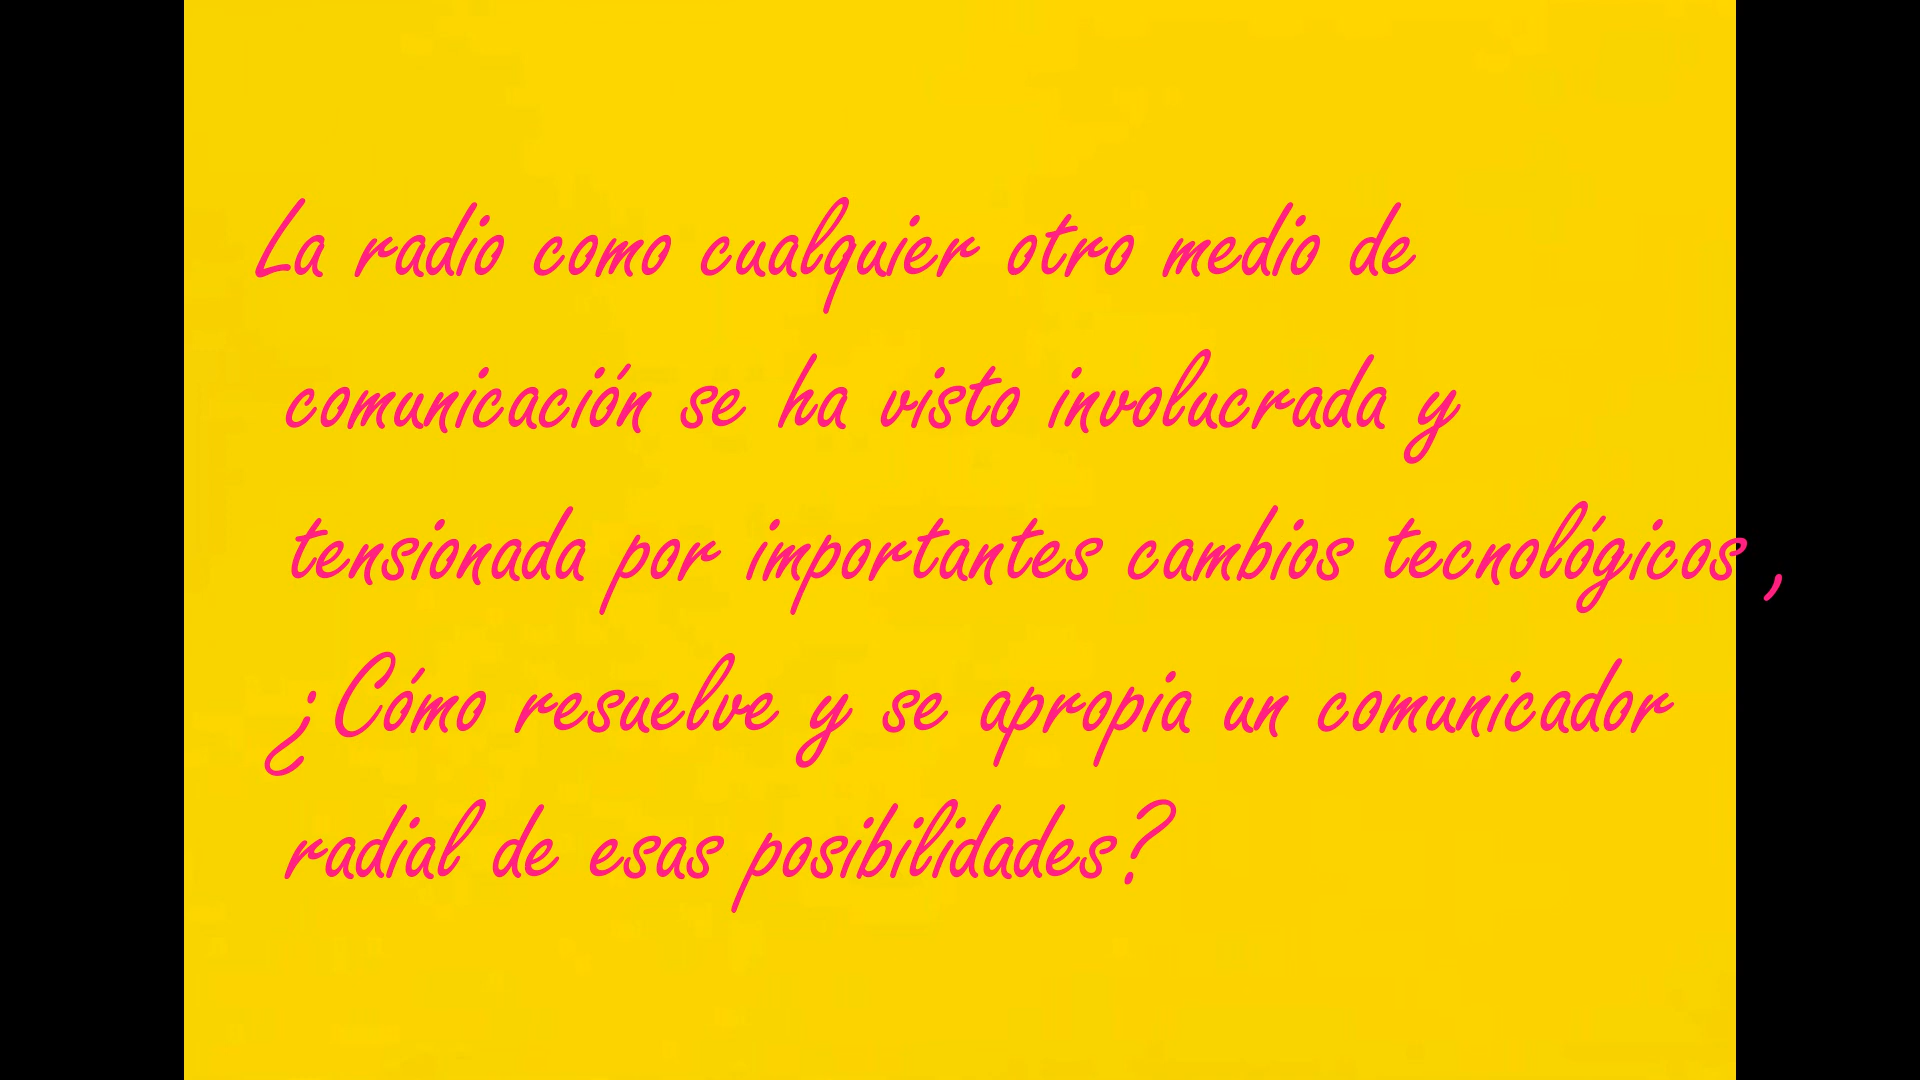 La radio como cualquier otro medio de
comunicación se ha visto involucrada y
tensionada por importantes cambios tecnológicos ,
¿Cómo resuelve y se apropia un comunicador
radial de esas posibilidades?